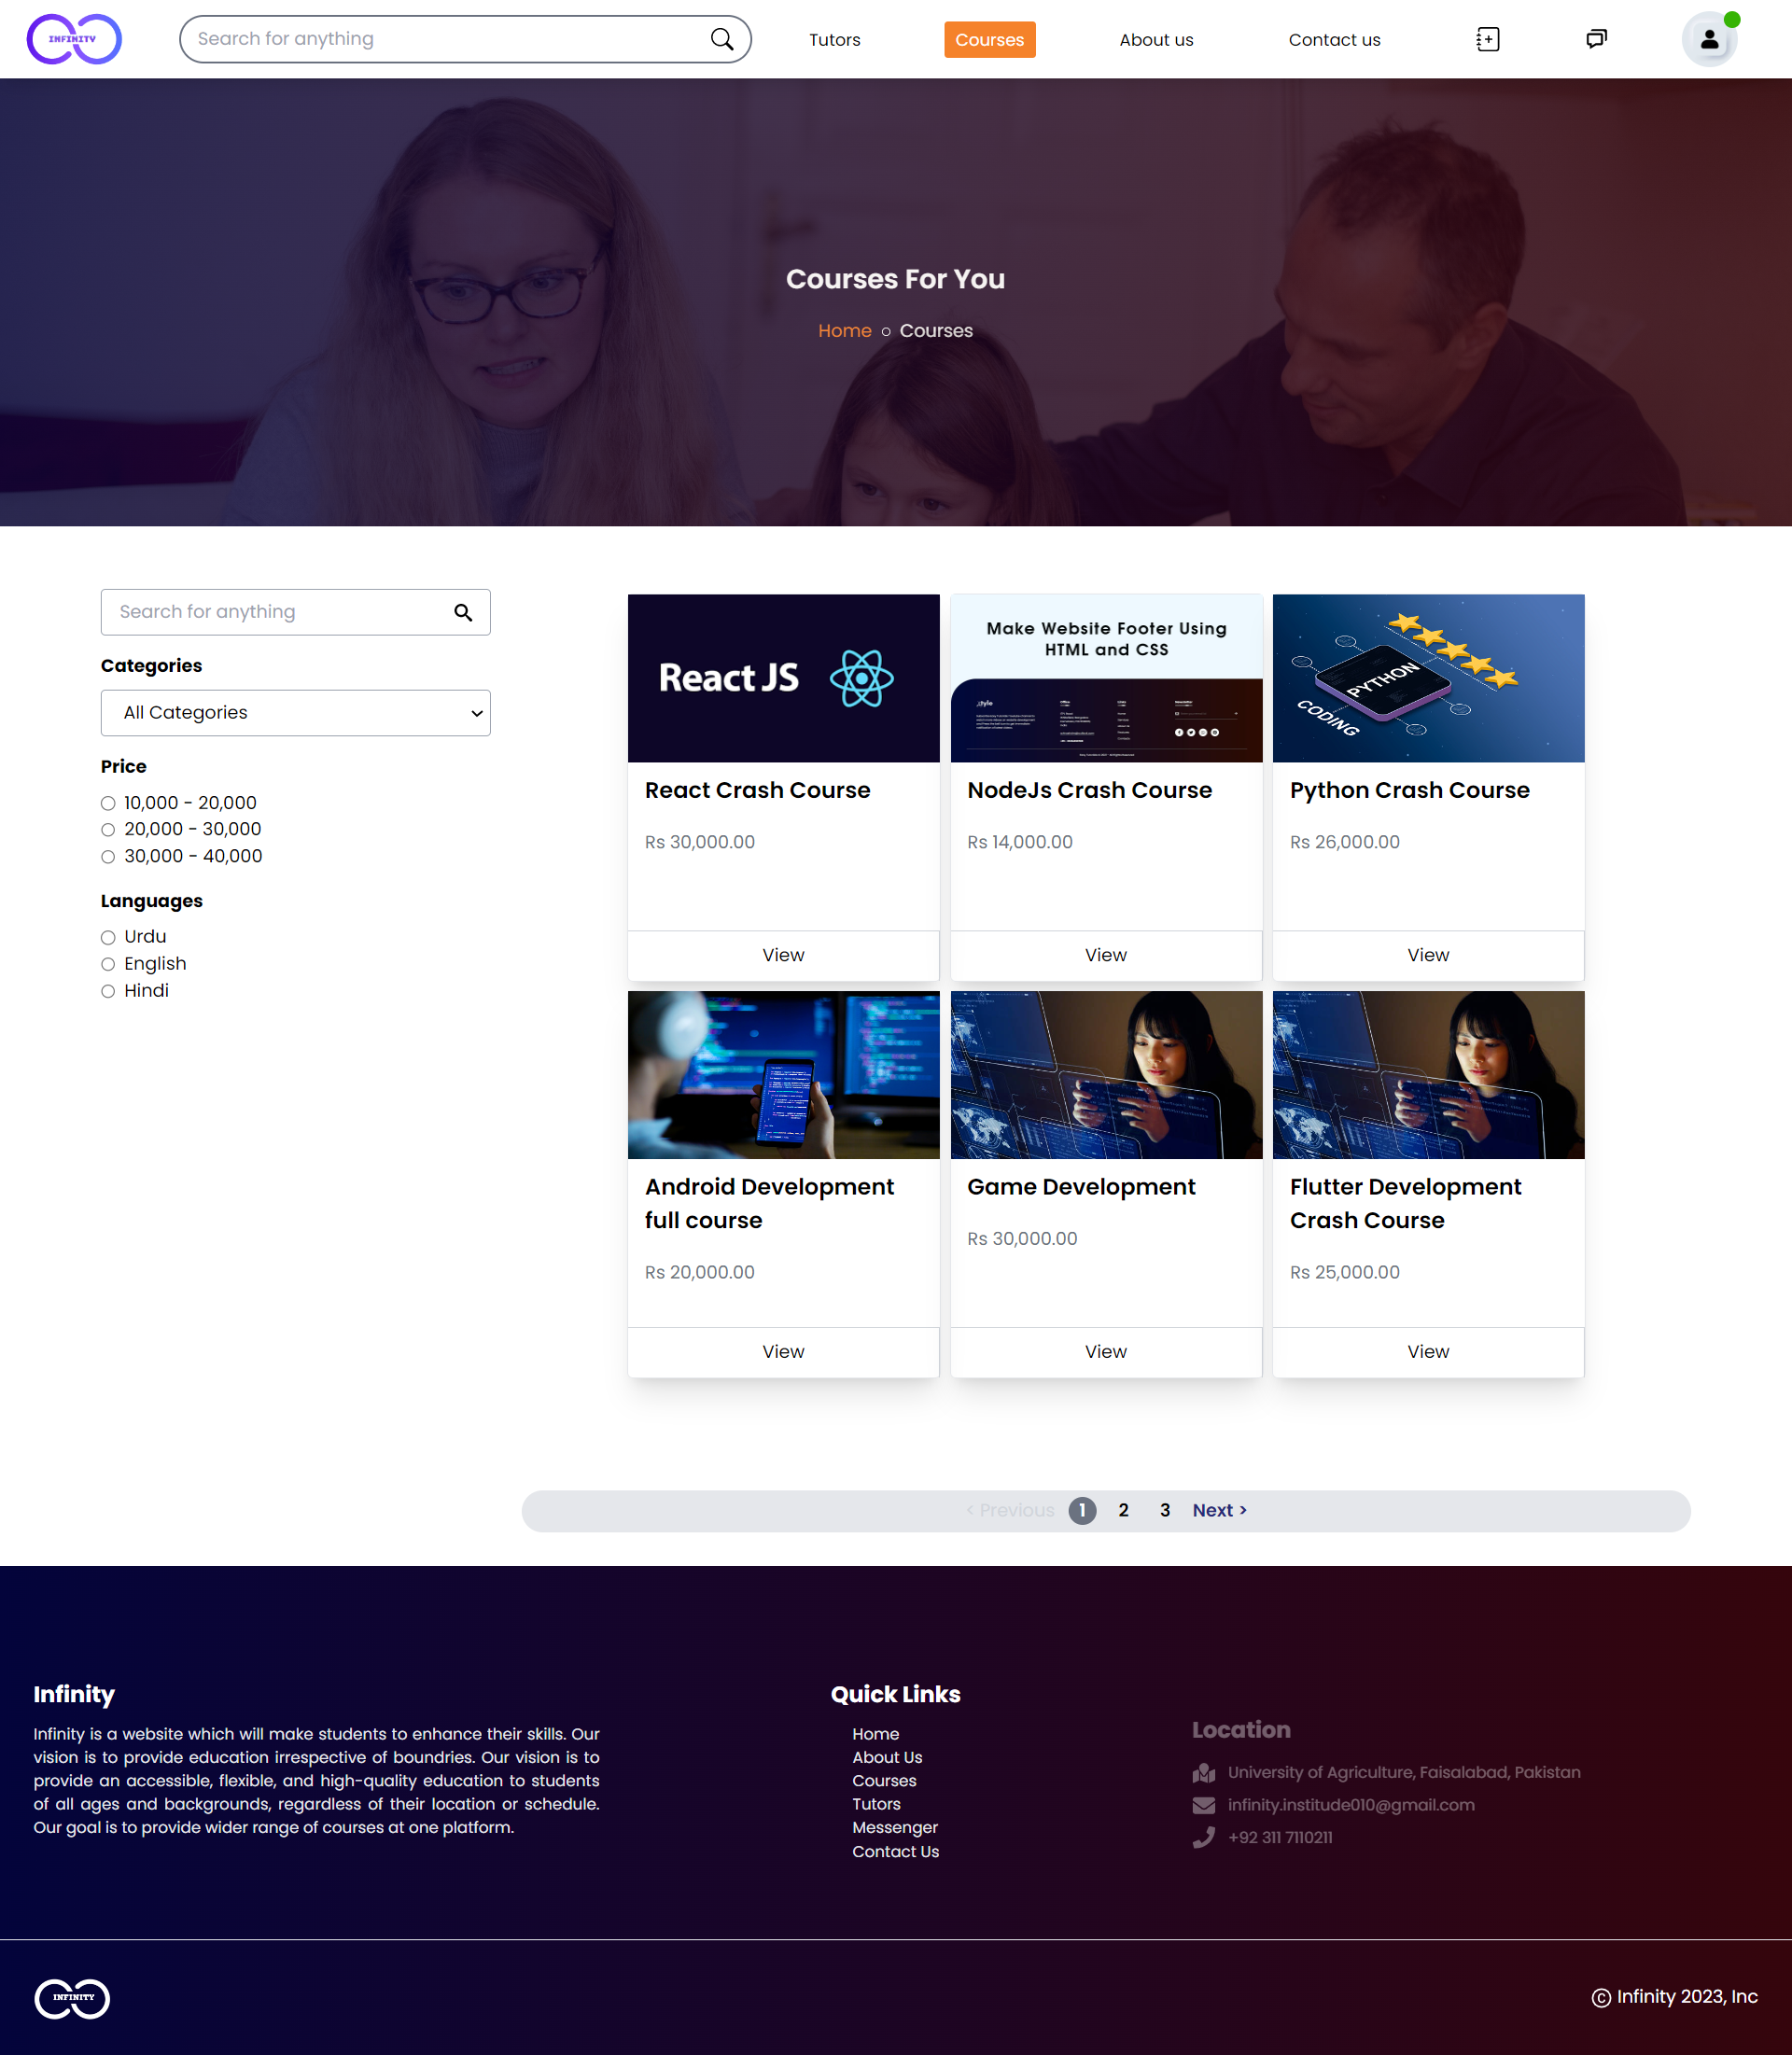 INFINITY
Search for anything
Tutors
Courses
About us
Contact us
Courses For You
Home ○ Courses
Search for anything
Categories
All Categories
Price
10,000 - 20,000
20,000 - 30,000
30,000 - 40,000
Languages
Urdu
English
Hindi
React JS
React Crash Course
Rs 30,000.00
View
Make Website Footer Using
HTML and CSS
NodeJs Crash Course
Rs 14,000.00
View
PYTHON
CODING
Python Crash Course
Rs 26,000.00
View
Android Development
full course
Rs 20,000.00
View
Game Development
Rs 30,000.00
View
Flutter Development
Crash Course
Rs 25,000.00
View
< Previous 1 2 3 Next >
Infinity
Infinity is a website which will make students to enhance their skills. Our
vision is to provide education irrespective of boundries. Our vision is to
provide an accessible, flexible, and high-quality education to students
of all ages and backgrounds, regardless of their location or schedule.
Our goal is to provide wider range of courses at one platform.
Quick Links
Home
About Us
Courses
Tutors
Messenger
Contact Us
Location
University of Agriculture, Faisalabad, Pakistan
infinity.institude010@gmail.com
+92 311 7110211
INFINITY
© Infinity 2023, Inc